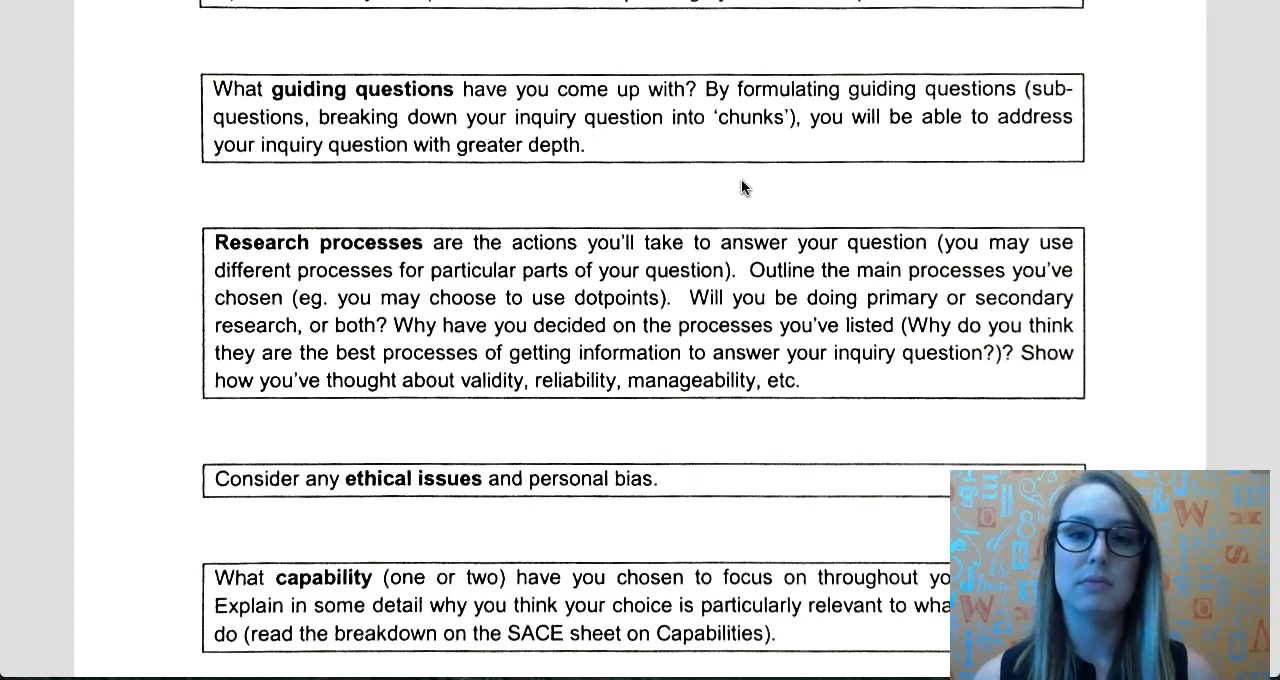 What guiding questions have you come up with? By formulating guiding questions (sub-
questions, breaking down your inquiry question into ‘chunks’), you will be able to address
your inquiry question with greater depth.
Research processes are the actions you’ll take to answer your question (you may use
different processes for particular parts of your question). Outline the main processes you’ve
chosen (eg. you may choose to use dotpoints). Will you be doing primary or secondary
research, or both? Why have you decided on the processes you’ve listed (Why do you think
they are the best processes of getting information to answer your inquiry question?)? Show
how you’ve thought about validity, reliability, manageability, etc.
Consider any ethical issues and personal bias.
What capability (one or two) have you chosen to focus on throughout yo
Explain in some detail why you think your choice is particularly relevant to wha
do (read the breakdown on the SACE sheet on Capabilities).